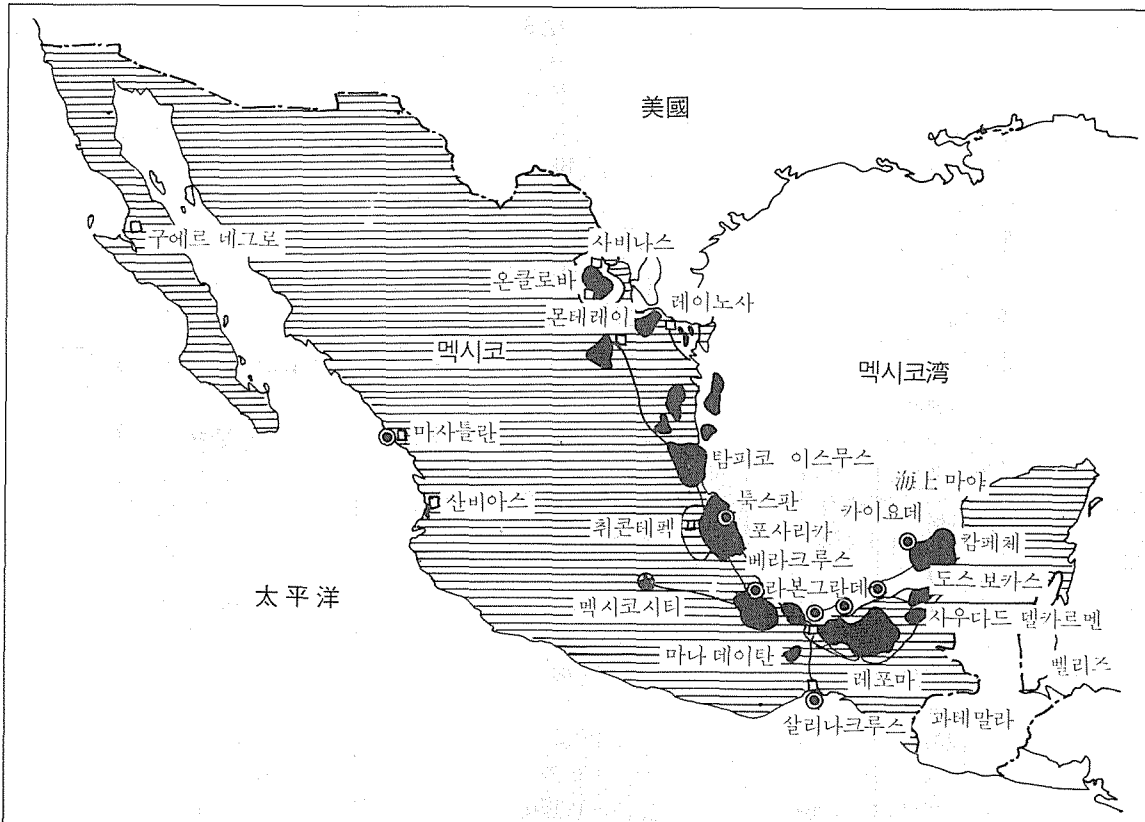 美國
구에르 네그로
사비나스
온클로바
레이노사
몬테레이
멕시코
멕시코湾
마사틀란
탐피코 이스무스
海上 마야
산비아스
툭스판
카이요데
취콘테펙
포사리카
캄페체
베라크루스
太平洋
라본그란데
도스보카스
멕시코시티
사우다드 델카르멘
마나데이탄
벨리즈
레포마
살리나크루스
과테말라